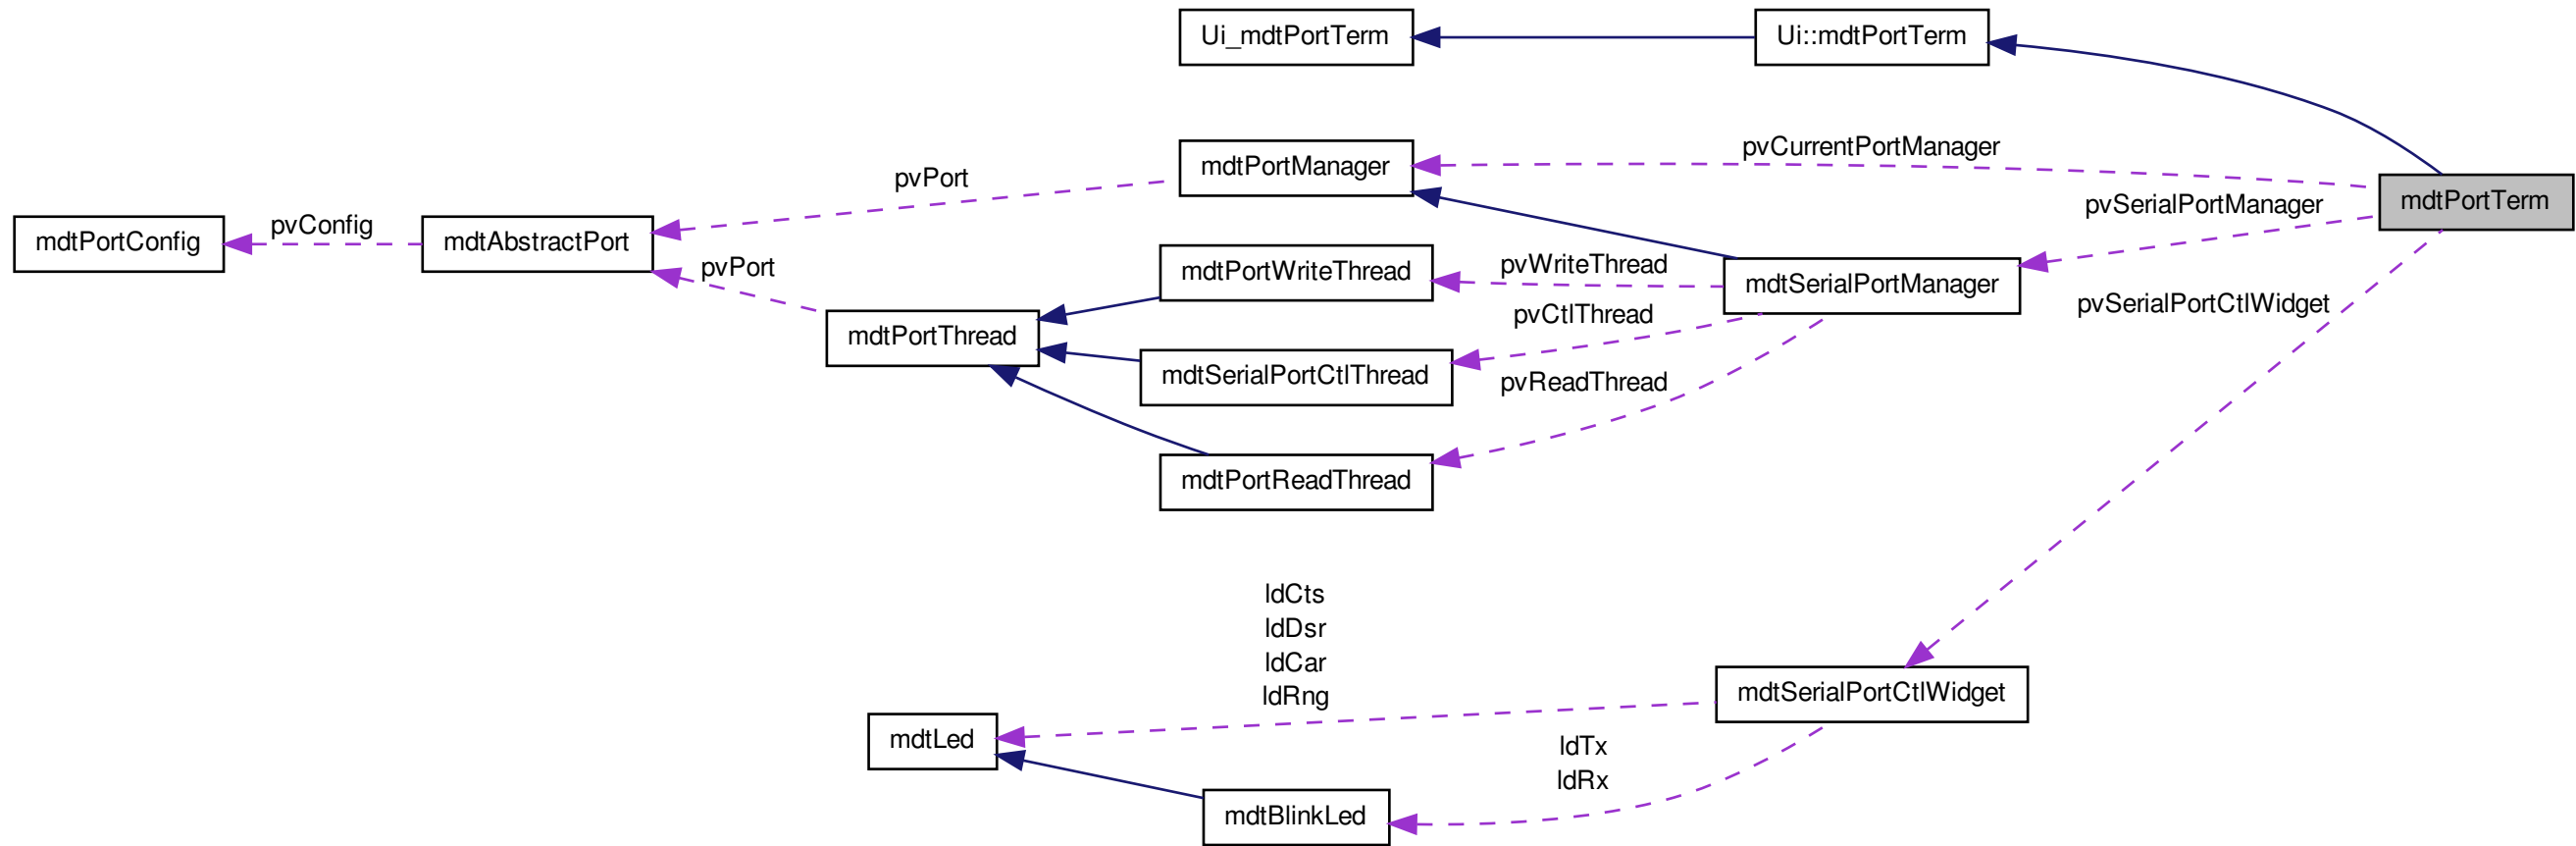 Ui_mdtPortTerm
Ui::mdtPortTerm
mdtPortManager
pvCurrentPortManager
pvPort
mdtPortTerm
pvSerialPortManager
mdtPortConfig
pvConfig
mdtAbstractPort
pvPort
mdtPortWriteThread
pvWriteThread
mdtSerialPortManager
pvSerialPortCtlWidget
mdtPortThread
pvCtlThread
mdtSerialPortCtlThread
pvReadThread
mdtPortReadThread
ldCts
ldDsr
ldCar
ldRng
mdtSerialPortCtlWidget
mdtLed
ldTx
ldRx
mdtBlinkLed